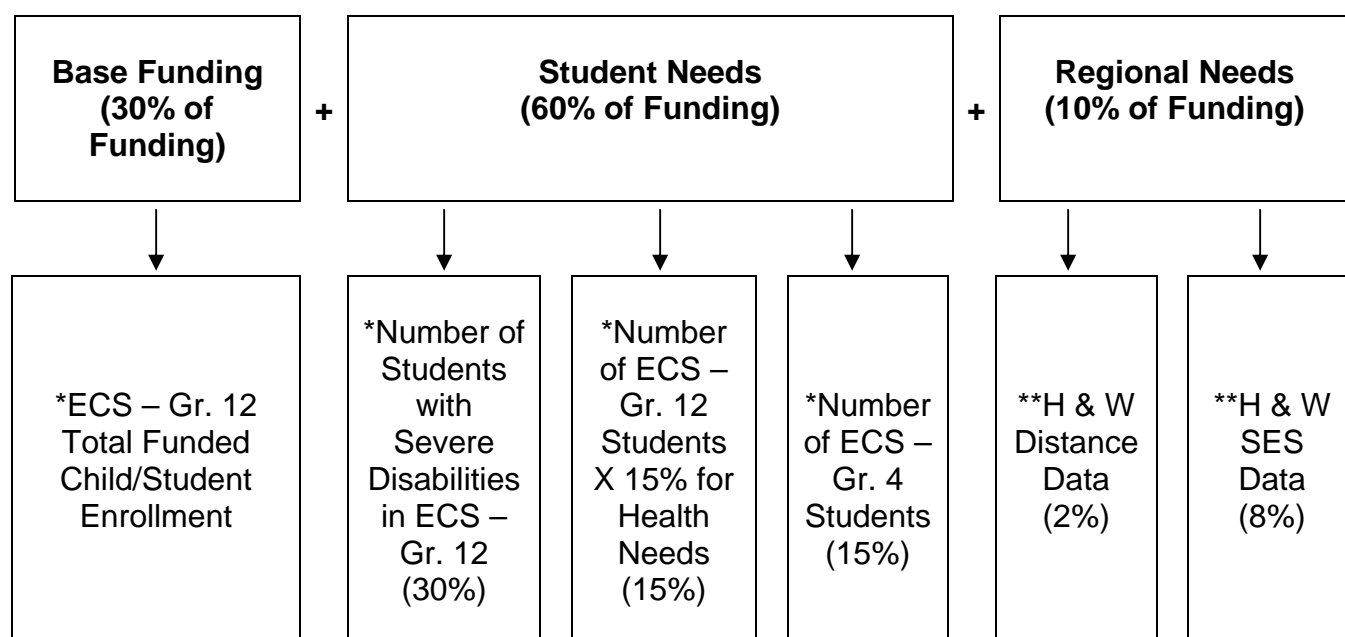 Base Funding
(30% of
Funding)
+
Student Needs
(60% of Funding)
+
Regional Needs
(10% of Funding)
*ECS – Gr. 12
Total Funded
Child/Student
Enrollment
*Number of
Students
with
Severe
Disabilities
in ECS –
Gr. 12
(30%)
*Number
of ECS –
Gr. 12
Students
X 15% for
Health
Needs
(15%)
*Number
of ECS –
Gr. 4
Students
(15%)
**H & W
Distance
Data
(2%)
**H & W
SES
Data
(8%)